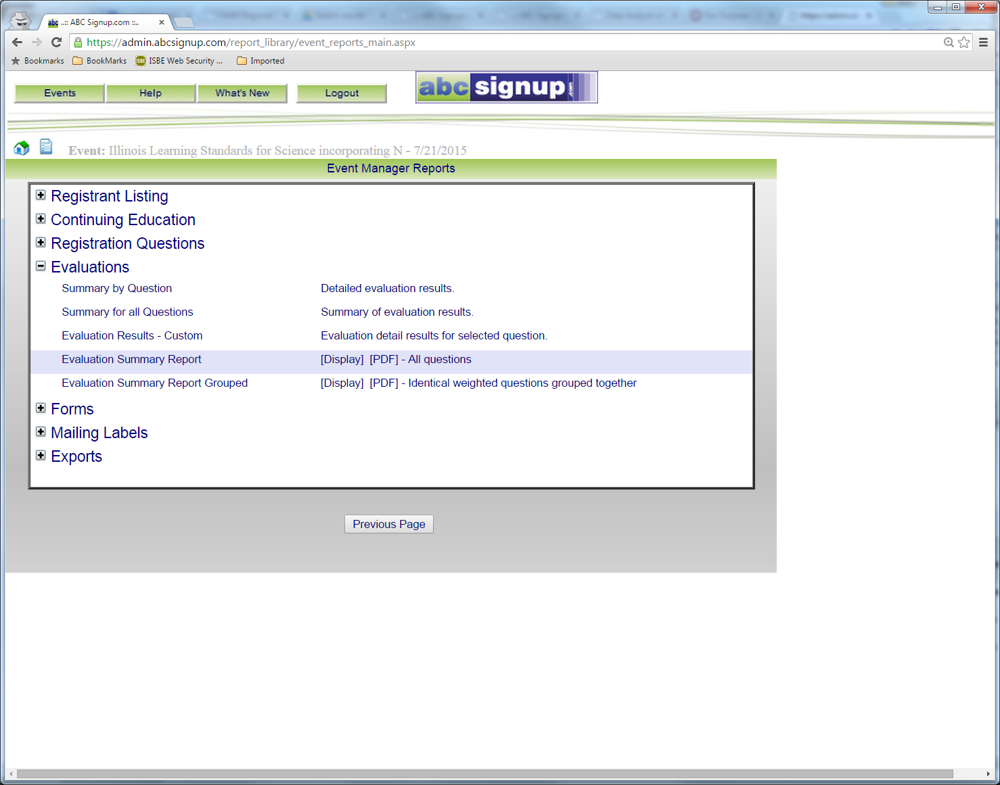 abc ..:: ABC Signup.com ::..
https://admin.abcsignup.com/report_library/event_reports_main.aspx
Bookmarks BookMarks ISBE ISBE Web Security ... Imported
Events Help What's New Logout abc signup.com
Event: Illinois Learning Standards for Science incorporating N - 7/21/2015
Event Manager Reports
Registrant Listing
Continuing Education
Registration Questions
Evaluations
Summary by Question Detailed evaluation results.
Summary for all Questions Summary of evaluation results.
Evaluation Results - Custom Evaluation detail results for selected question.
Evaluation Summary Report [Display] [PDF] - All questions
Evaluation Summary Report Grouped [Display] [PDF] - Identical weighted questions grouped together
Forms
Mailing Labels
Exports
Previous Page